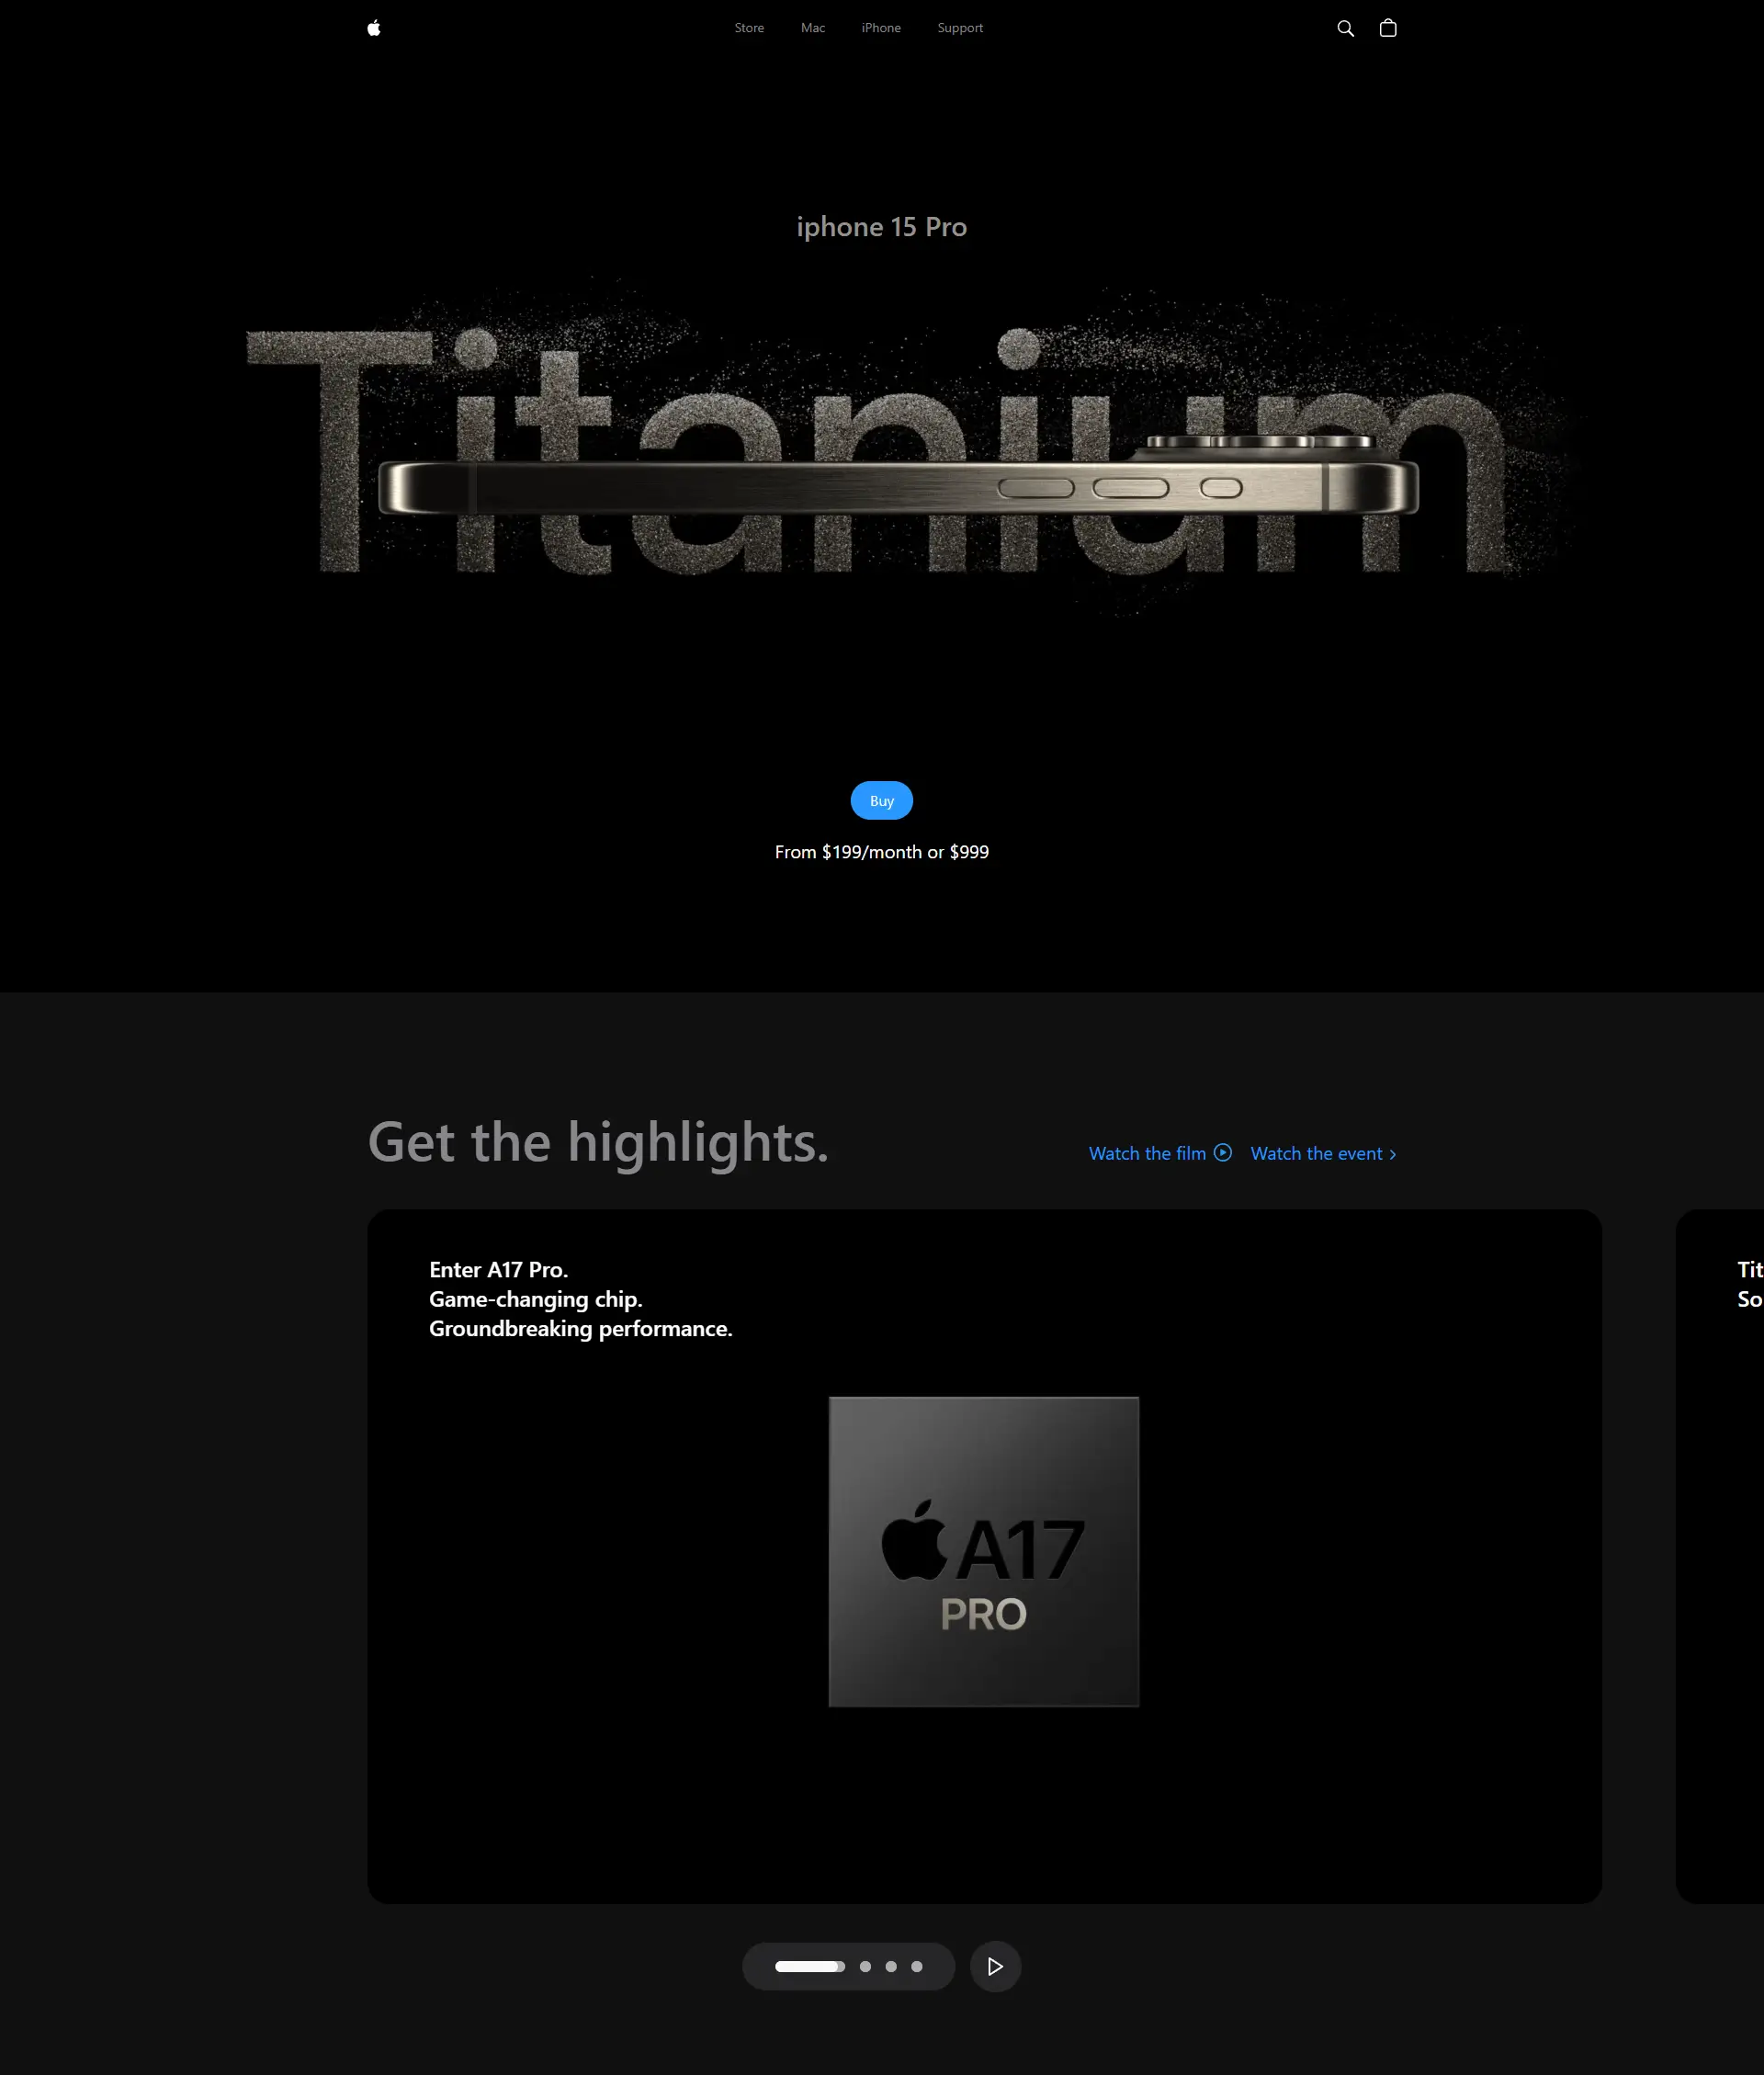 Store Mac iPhone Support
iphone 15 Pro
Titanium
Buy
From $199/month or $999
Get the highlights.
Watch the film Watch the event
Enter A17 Pro.
Game-changing chip.
Groundbreaking performance.
Tit
So
A17
PRO